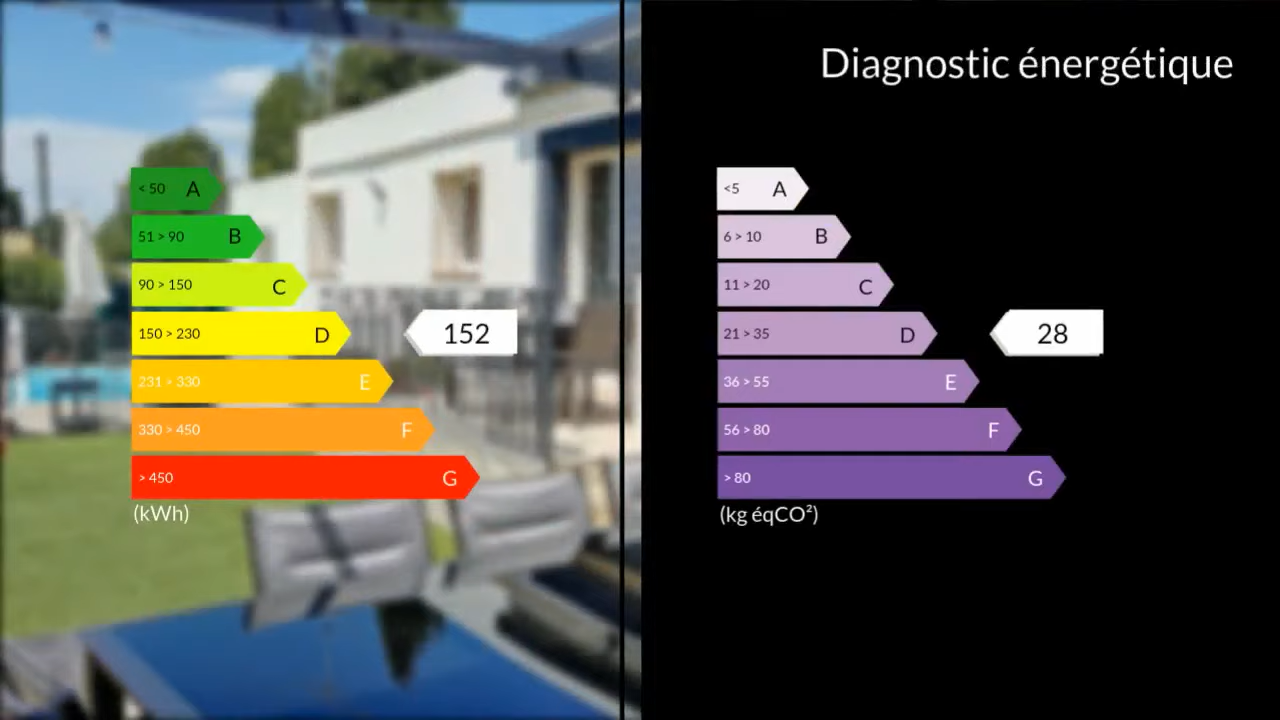 Diagnostic énergétique
< 50 A
51 > 90 B
90 > 150 C
150 > 230 D
152
231 > 330 E
330 > 450 F
> 450 G
(kWh)
<5 A
6 > 10 B
11 > 20 C
21 > 35 D
28
36 > 55 E
56 > 80 F
> 80 G
(kg éqCO²)